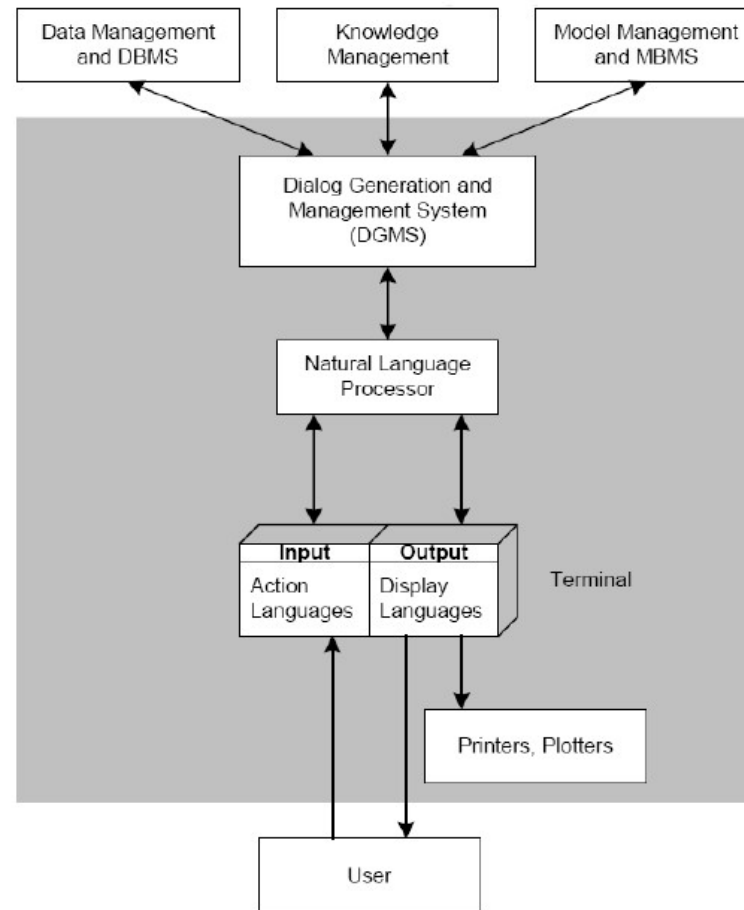 Data Management
and DBMS
Knowledge
Management
Model Management
and MBMS
Dialog Generation and
Management System
(DGMS)
Natural Language
Processor
Input
Output
Action
Languages
Display
Languages
Terminal
Printers, Plotters
User